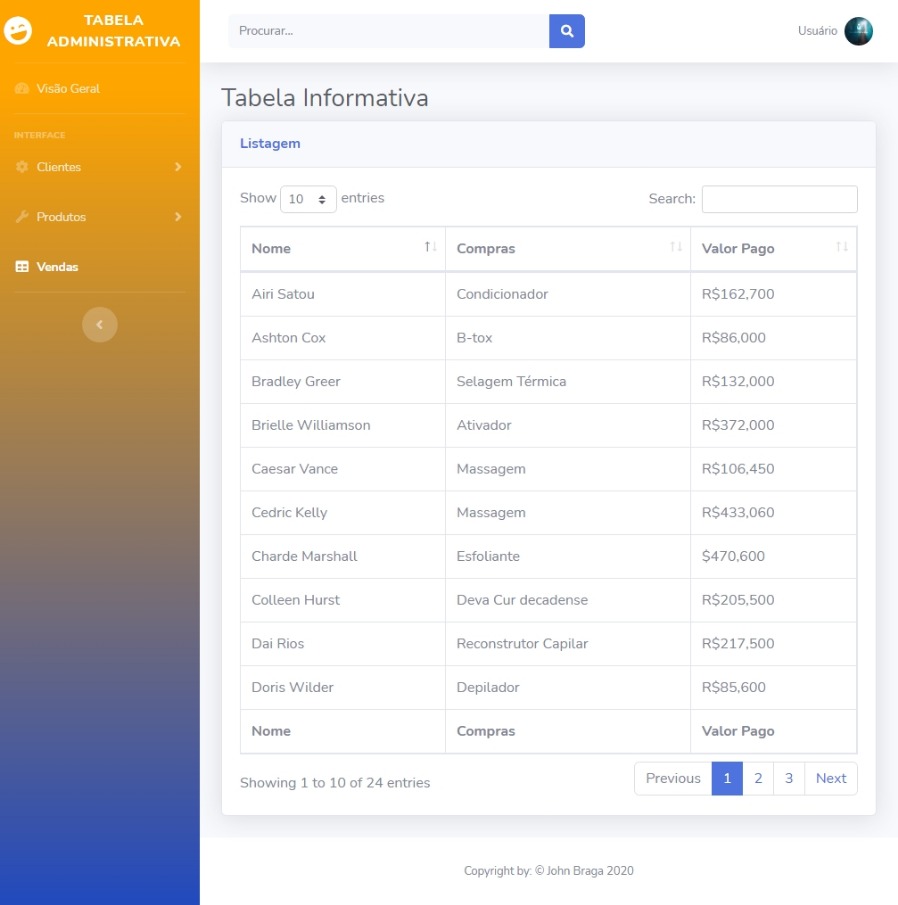 TABELA
ADMINISTRATIVA
Visão Geral
INTERFACE
Clientes
Produtos
Vendas
Procurar...
Usuário
Tabela Informativa
Listagem
Show 10 entries
Search:
Nome Compras Valor Pago
Airi Satou Condicionador R$162,700
Ashton Cox B-tox R$86,000
Bradley Greer Selagem Térmica R$132,000
Brielle Williamson Ativador R$372,000
Caesar Vance Massagem R$106,450
Cedric Kelly Massagem R$433,060
Charde Marshall Esfoliante $470,600
Colleen Hurst Deva Cur decadense R$205,500
Dai Rios Reconstrutor Capilar R$217,500
Doris Wilder Depilador R$85,600
Nome Compras Valor Pago
Showing 1 to 10 of 24 entries
Previous 1 2 3 Next
Copyright by: © John Braga 2020